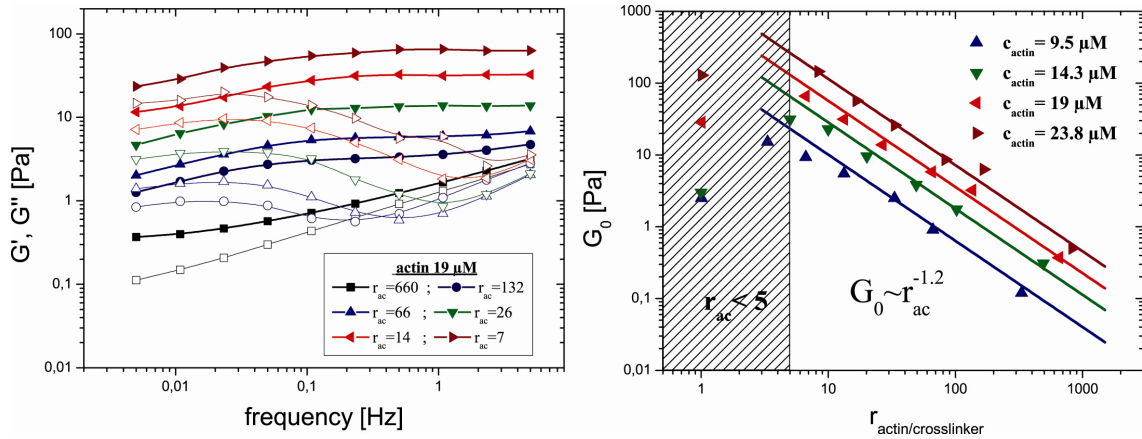 G', G" [Pa]
100
10
1
0,1
0,01
0,01
0,1
1
frequency [Hz]
actin 19 µM
r_ac=660 ; r_ac=132
r_ac=66 ; r_ac=26
r_ac=14 ; r_ac=7
G₀ [Pa]
1000
100
10
1
0,1
0,01
1
10
100
1000
r_actin/crosslinker
c_actin= 9.5 µM
c_actin= 14.3 µM
c_actin= 19 µM
c_actin= 23.8 µM
r_ac< 5
G₀~r_ac^-1.2